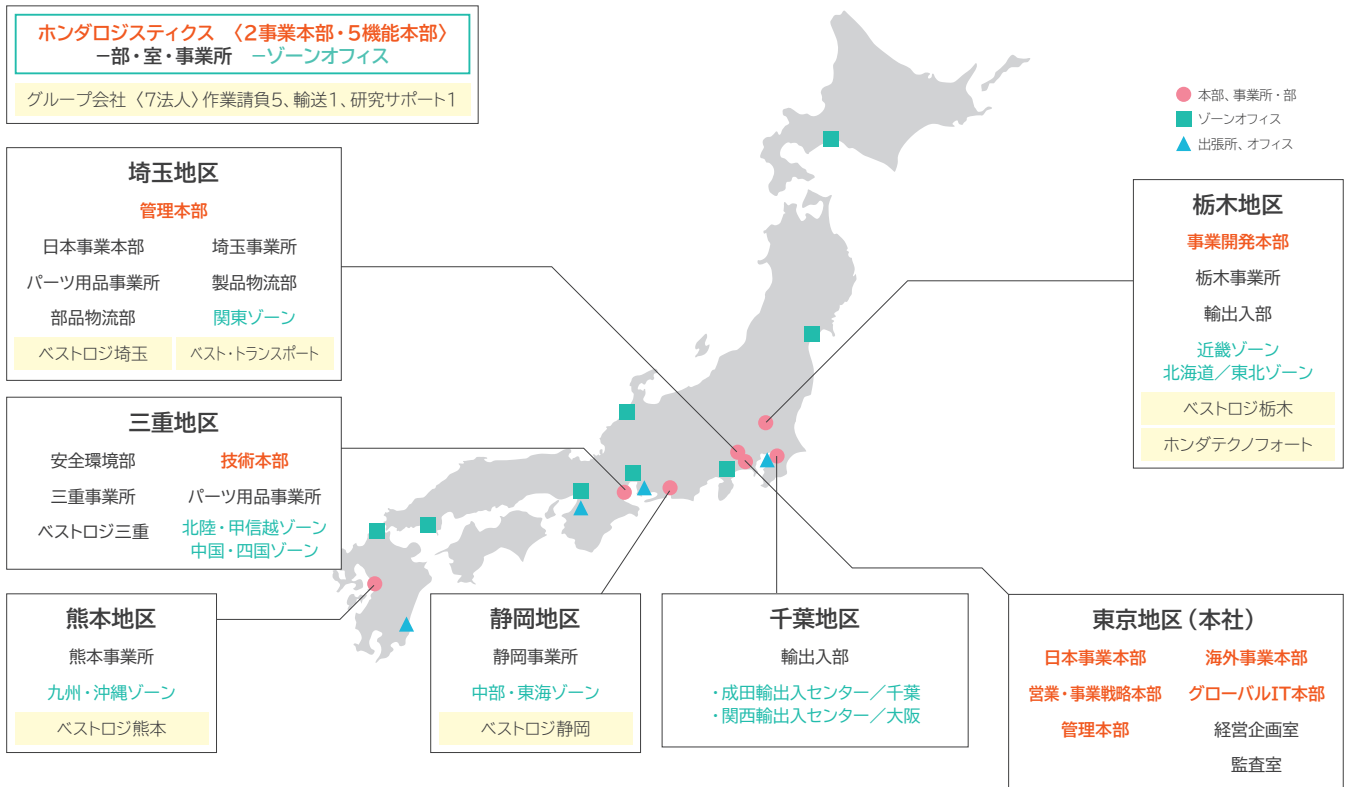 ホンダロジスティクス 〈2事業本部・5機能本部〉
−部・室・事業所 −ゾーンオフィス
グループ会社〈7法人〉作業請負5、輸送1、研究サポート1
本部、事業所・部
ゾーンオフィス
出張所、オフィス
埼玉地区
管理本部
日本事業本部 埼玉事業所
パーツ用品事業所 製品物流部
部品物流部 関東ゾーン
ベストロジ埼玉 ベスト・トランスポート
栃木地区
事業開発本部
栃木事業所
輸出入部
近畿ゾーン
北海道／東北ゾーン
ベストロジ栃木
ホンダテクノフォート
三重地区
安全環境部 技術本部
三重事業所 パーツ用品事業所
ベストロジ三重 北陸・甲信越ゾーン
中国・四国ゾーン
熊本地区
熊本事業所
九州・沖縄ゾーン
ベストロジ熊本
静岡地区
静岡事業所
中部・東海ゾーン
ベストロジ静岡
千葉地区
輸出入部
・成田輸出入センター／千葉
・関西輸出入センター／大阪
東京地区（本社）
日本事業本部 海外事業本部
営業・事業戦略本部 グローバルIT本部
管理本部 経営企画室
監査室